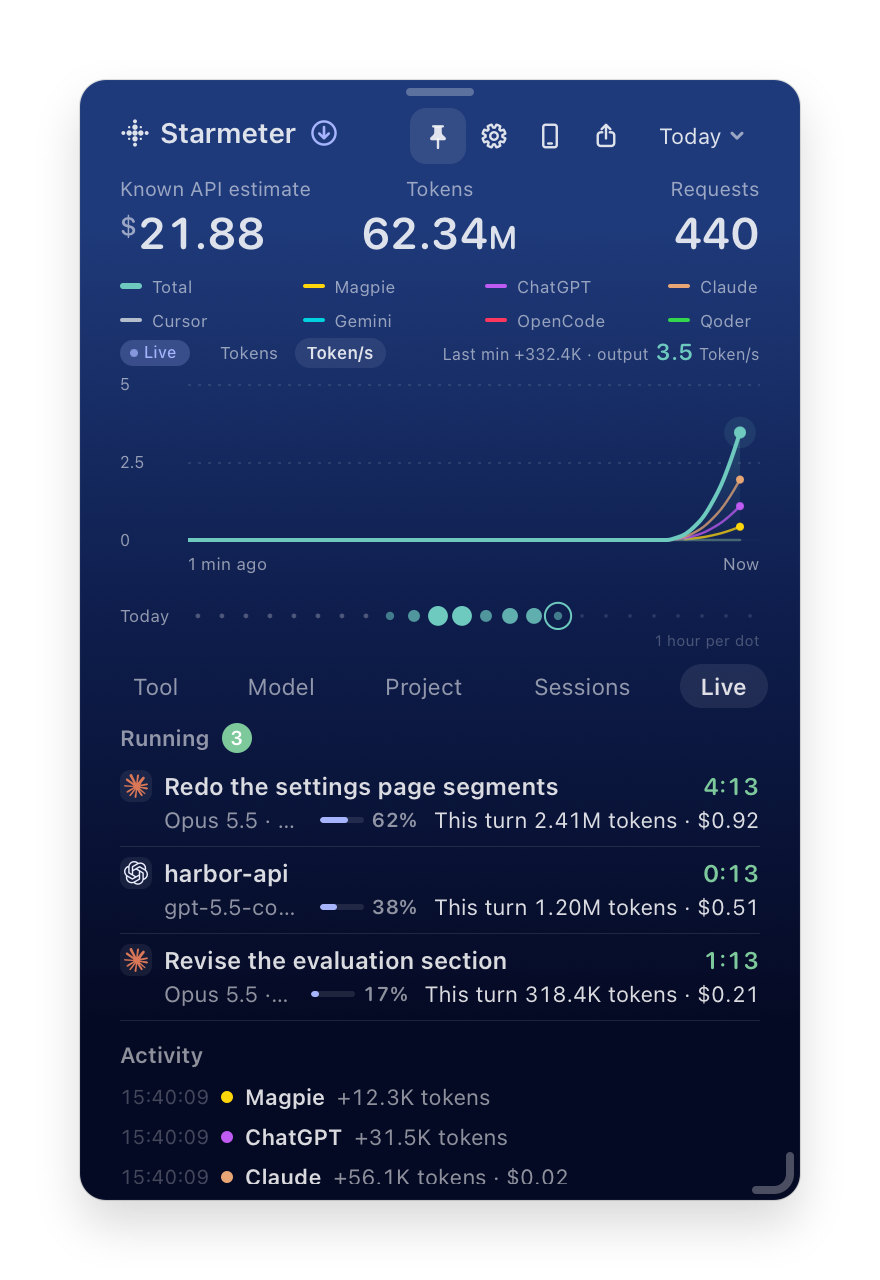 Starmeter Today
Known API estimate Tokens Requests
$21.88 62.34M 440
Total Magpie ChatGPT Claude
Cursor Gemini OpenCode Qoder
Live Tokens Token/s Last min +332.4K · output 3.5 Token/s
5
2.5
0
1 min ago Now
Today
1 hour per dot
Tool Model Project Sessions Live
Running 3
Redo the settings page segments 4:13
Opus 5.5 · ... 62% This turn 2.41M tokens · $0.92
harbor-api 0:13
gpt-5.5-co... 38% This turn 1.20M tokens · $0.51
Revise the evaluation section 1:13
Opus 5.5 ·... 17% This turn 318.4K tokens · $0.21
Activity
15:40:09 Magpie +12.3K tokens
15:40:09 ChatGPT +31.5K tokens
15:40:09 Claude +56.1K tokens · $0.02